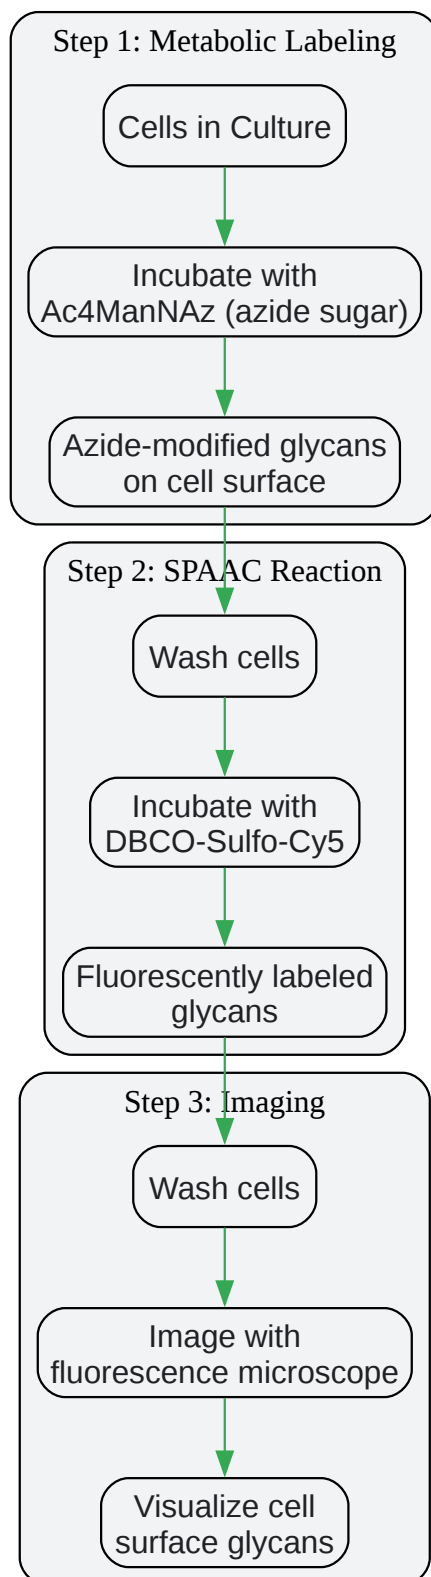 Step 1: Metabolic Labeling
Cells in Culture
Incubate with
Ac4ManNAz (azide sugar)
Azide-modified glycans
on cell surface
Step 2: SPAAC Reaction
Wash cells
Incubate with
DBCO-Sulfo-Cy5
Fluorescently labeled
glycans
Step 3: Imaging
Wash cells
Image with
fluorescence microscope
Visualize cell
surface glycans